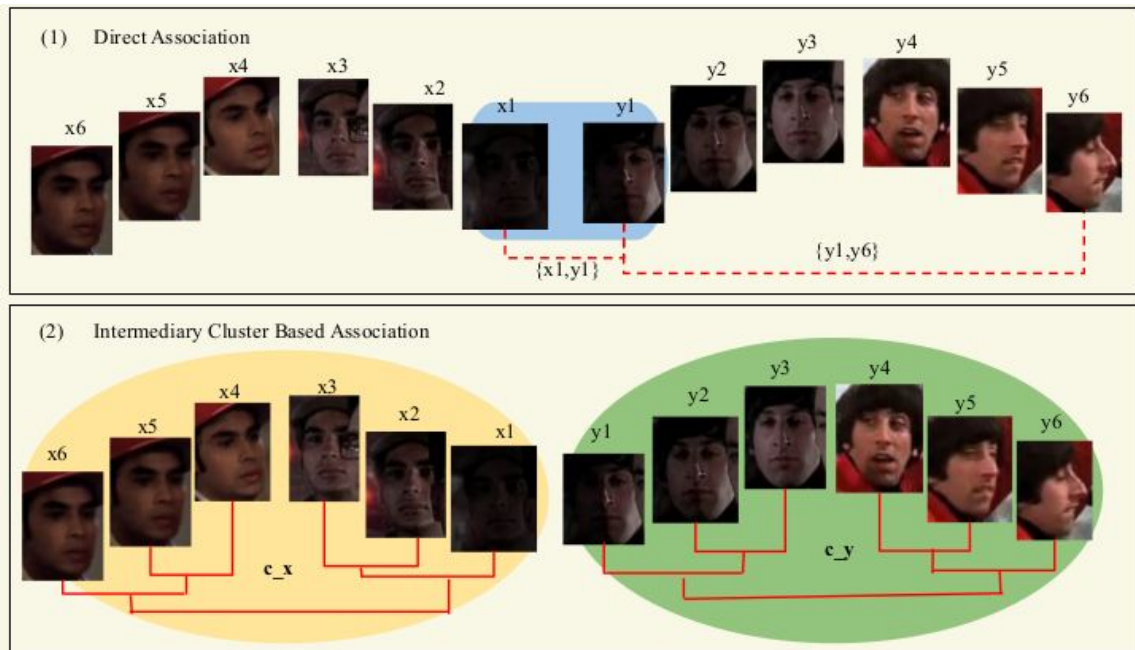 (1) Direct Association
x6 x5 x4 x3 x2 x1 y1 y2 y3 y4 y5 y6
{x1,y1} {y1,y6}
(2) Intermediary Cluster Based Association
x6 x5 x4 x3 x2 x1 y1 y2 y3 y4 y5 y6
c_x c_y